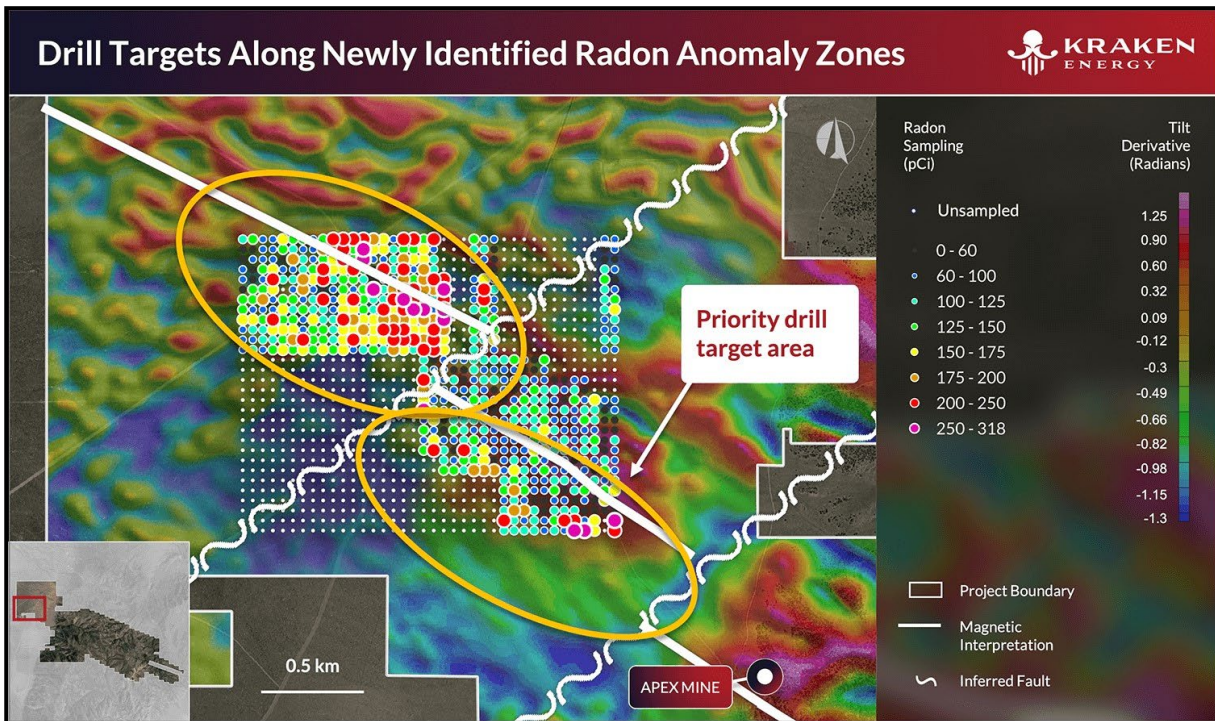 Drill Targets Along Newly Identified Radon Anomaly Zones
KRAKEN
ENERGY
Priority drill
target area
0.5 km
APEX MINE
Radon
Sampling
(pCi)
Unsampled
0 - 60
60 - 100
100 - 125
125 - 150
150 - 175
175 - 200
200 - 250
250 - 318
Tilt
Derivative
(Radians)
1.25
0.90
0.60
0.32
0.09
-0.12
-0.3
-0.49
-0.66
-0.82
-0.98
-1.15
-1.3
Project Boundary
Magnetic
Interpretation
Inferred Fault